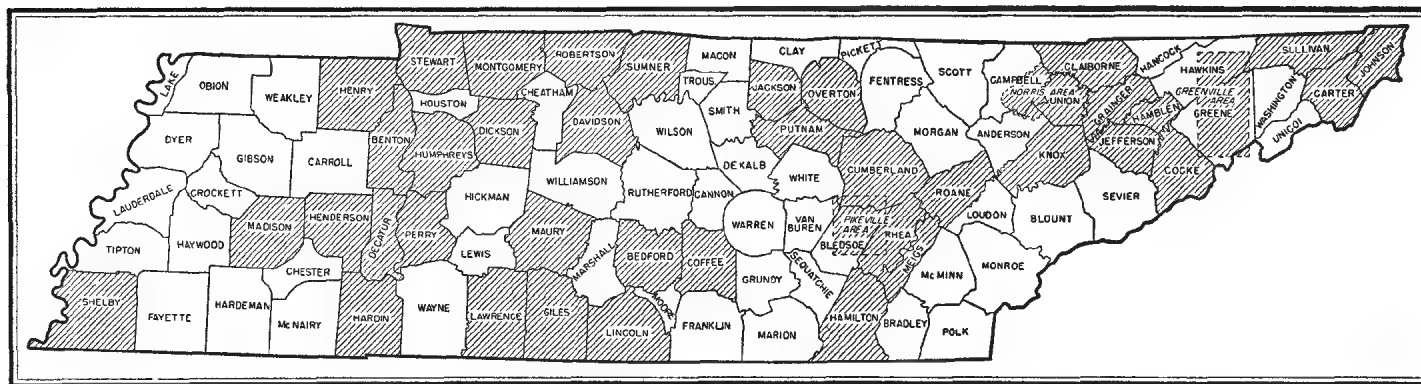 LAKE
OBION
WEAKLEY
HENRY
STEWART
MONTGOMERY
ROBERTSON
SUMNER
MACON
TROUS
CLAY
PICKETT
FENTRESS
SCOTT
CAMPBELL
NORRIS AREA
UNION
CLAIBORNE
HANCOCK
HAWKINS
SULLIVAN
JOHNSON
CARTER
GREENVILLE
AREA
GREENE
WASHINGTON
UNICOI
HOUSTON
CHEATHAM
DAVIDSON
DICKSON
HUMPHREYS
BENTON
SMITH
JACKSON
OVERTON
PUTNAM
WILSON
DEKALB
WHITE
CUMBERLAND
MORGAN
ANDERSON
KNOX
GRAINGER
HAMBLEN
JEFFERSON
COCKE
SEVIER
BLOUNT
LOUDON
ROANE
DYER
GIBSON
CROCKETT
CARROLL
LAUDERDALE
TIPTON
HAYWOOD
MADISON
HENDERSON
DECATUR
PERRY
HICKMAN
LEWIS
WILLIAMSON
MAURY
RUTHERFORD
CANNON
WARREN
VAN
BUREN
PIKEVILLE
AREA
BLEDSOE
RHEA
MEIGS
McMINN
MONROE
POLK
BRADLEY
HAMILTON
SEQUATCHIE
GRUNDY
MARION
FRANKLIN
COFFEE
BEDFORD
MOORE
LINCOLN
MARSHALL
GILES
LAWRENCE
WAYNE
HARDIN
CHESTER
McNAIRY
HARDEMAN
FAYETTE
SHELBY